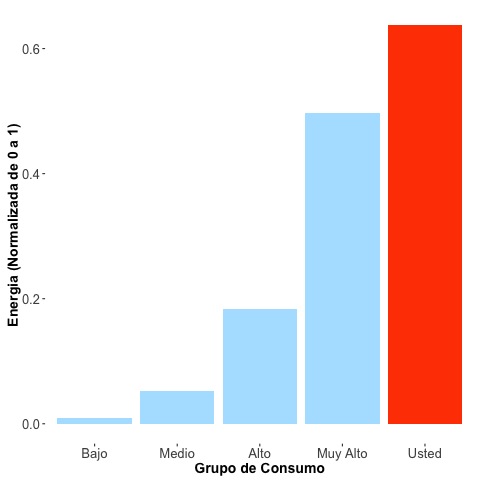 Energia (Normalizada de 0 a 1)
0.6
0.4
0.2
0.0
Bajo Medio Alto Muy Alto Usted
Grupo de Consumo